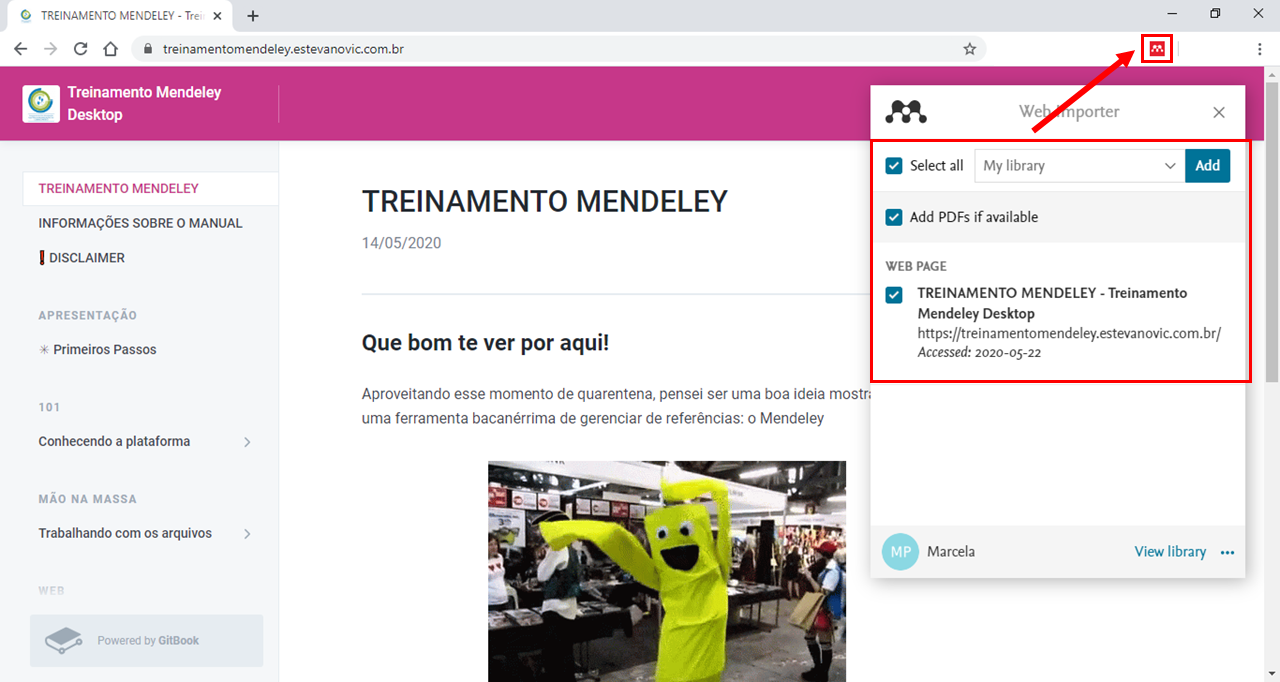 TREINAMENTO MENDELEY - Trei
treinamentomendeley.estevanovic.com.br
Treinamento Mendeley
Desktop
TREINAMENTO MENDELEY
INFORMAÇÕES SOBRE O MANUAL
DISCLAIMER
APRESENTAÇÃO
Primeiros Passos
101
Conhecendo a plataforma
MÃO NA MASSA
Trabalhando com os arquivos
WEB
Powered by GitBook
TREINAMENTO MENDELEY
14/05/2020
Que bom te ver por aqui!
Aproveitando esse momento de quarentena, pensei ser uma boa ideia mostra
uma ferramenta bacanérrima de gerenciar de referências: o Mendeley
Web Importer
Select all
My library
Add
Add PDFs if available
WEB PAGE
TREINAMENTO MENDELEY - Treinamento
Mendeley Desktop
https://treinamentomendeley.estevanovic.com.br/
Accessed: 2020-05-22
MP
Marcela
View library